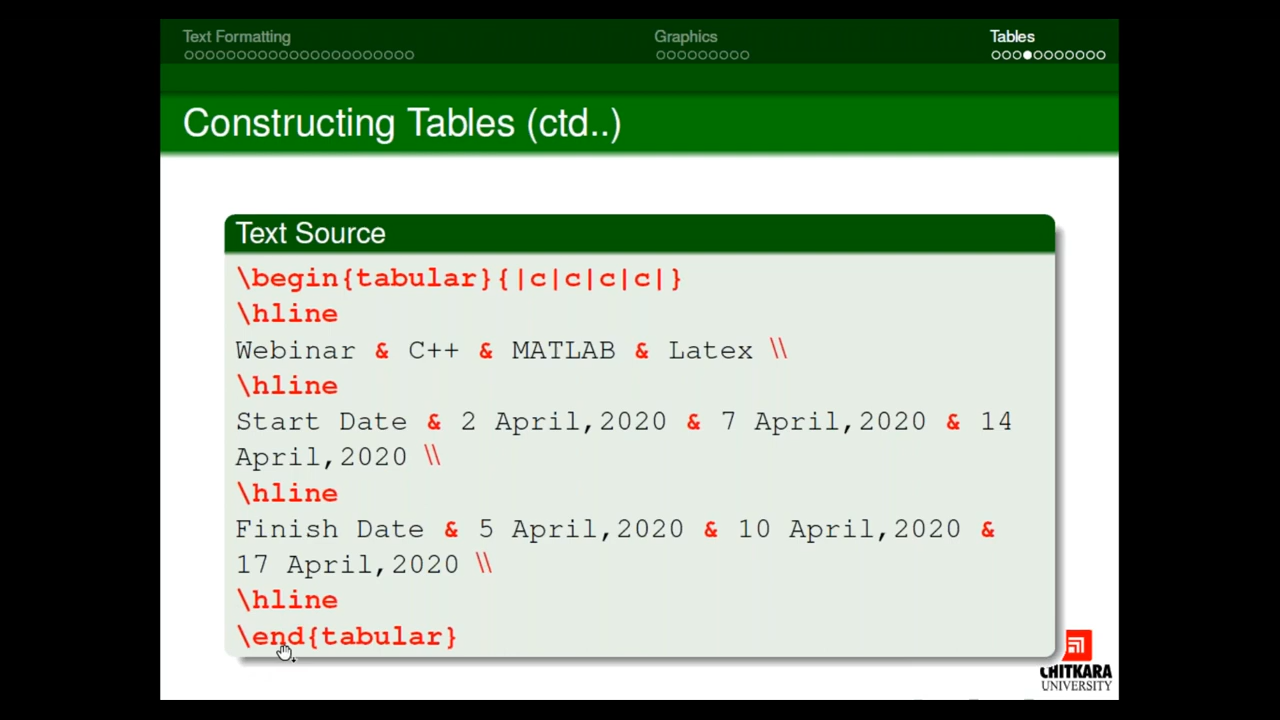 Text Formatting Graphics Tables
Constructing Tables (ctd..)
Text Source
\begin{tabular}{|c|c|c|c|}
\hline
Webinar & C++ & MATLAB & Latex \\
\hline
Start Date & 2 April,2020 & 7 April,2020 & 14
April,2020 \\
\hline
Finish Date & 5 April,2020 & 10 April,2020 &
17 April,2020 \\
\hline
\end{tabular}
CHITKARA
UNIVERSITY